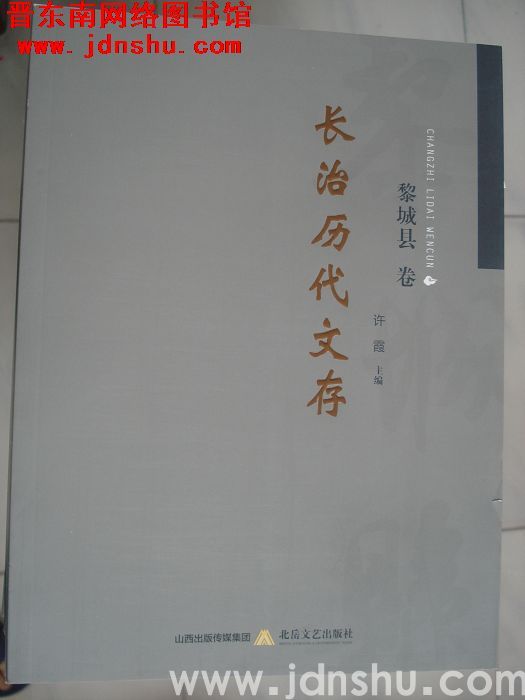 晋东南网络图书馆
www.jdnshu.com
CHANGZHI LIDAI WENCUN
黎城县 卷
长治历代文存
许霞 主编
山西出版传媒集团 北岳文艺出版社
www.jdnshu.com